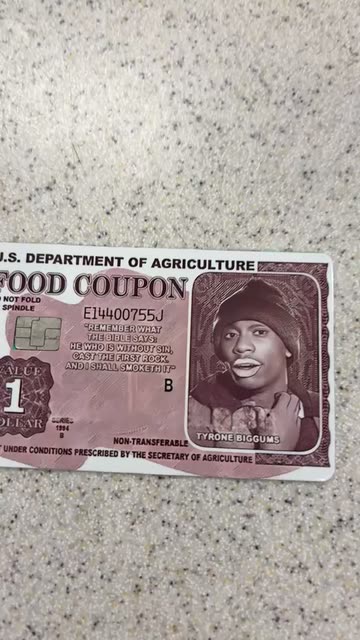 U.S. DEPARTMENT OF AGRICULTURE
FOOD COUPON
NOT FOLD
SPINDLE
E14400755J
"REMEMBER WHAT
THE BIBLE SAYS:
HE WHO IS WITHOUT SIN,
CAST THE FIRST ROCK.
AND I SHALL SMOKETH IT"
B
VALUE
1
DOLLAR
SERIES
1994
B
NON-TRANSFERABLE
TYRONE BIGGUMS
UNDER CONDITIONS PRESCRIBED BY THE SECRETARY OF AGRICULTURE